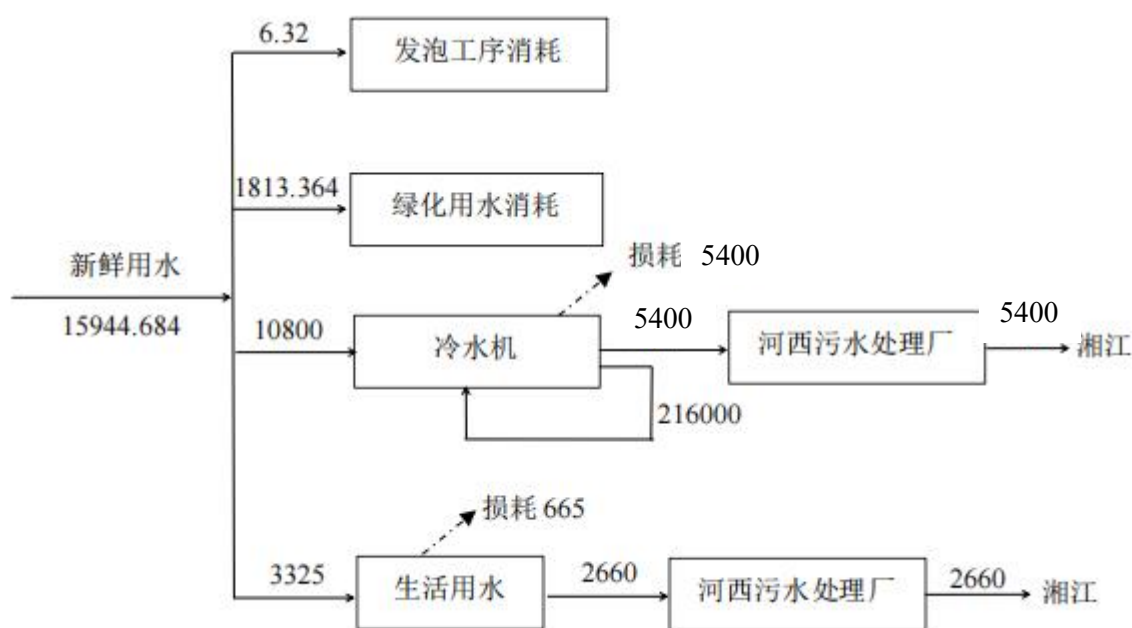 6.32
发泡工序消耗
1813.364
绿化用水消耗
新鲜用水
15944.684
损耗 5400
10800
冷水机
5400
河西污水处理厂
5400
湘江
216000
损耗 665
3325
生活用水
2660
河西污水处理厂
2660
湘江